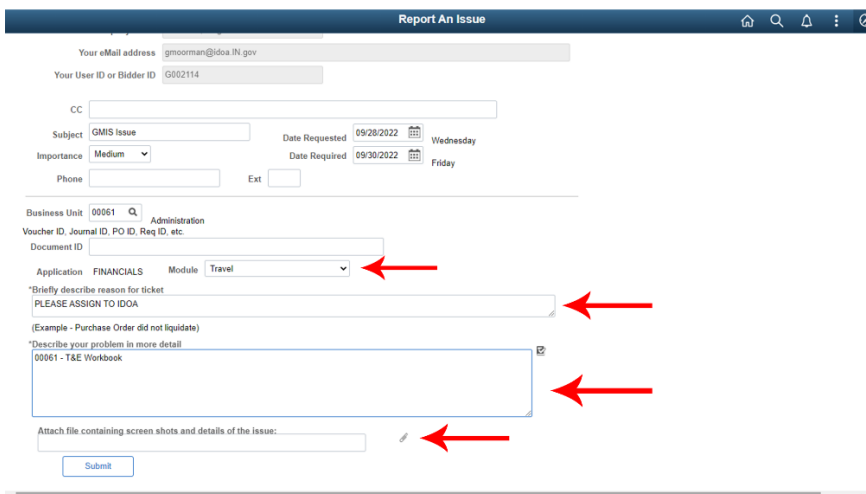 Report An Issue
Your eMail address gmoorman@idoa.IN.gov
Your User ID or Bidder ID G002114
CC
Subject GMIS Issue Date Requested 09/28/2022 Wednesday
Importance Medium Date Required 09/30/2022 Friday
Phone Ext
Business Unit 00061 Administration
Voucher ID, Journal ID, PO ID, Req ID, etc.
Document ID
Application FINANCIALS Module Travel
*Briefly describe reason for ticket
PLEASE ASSIGN TO IDOA
(Example - Purchase Order did not liquidate)
*Describe your problem in more detail
00061 - T&E Workbook
Attach file containing screen shots and details of the issue:
Submit